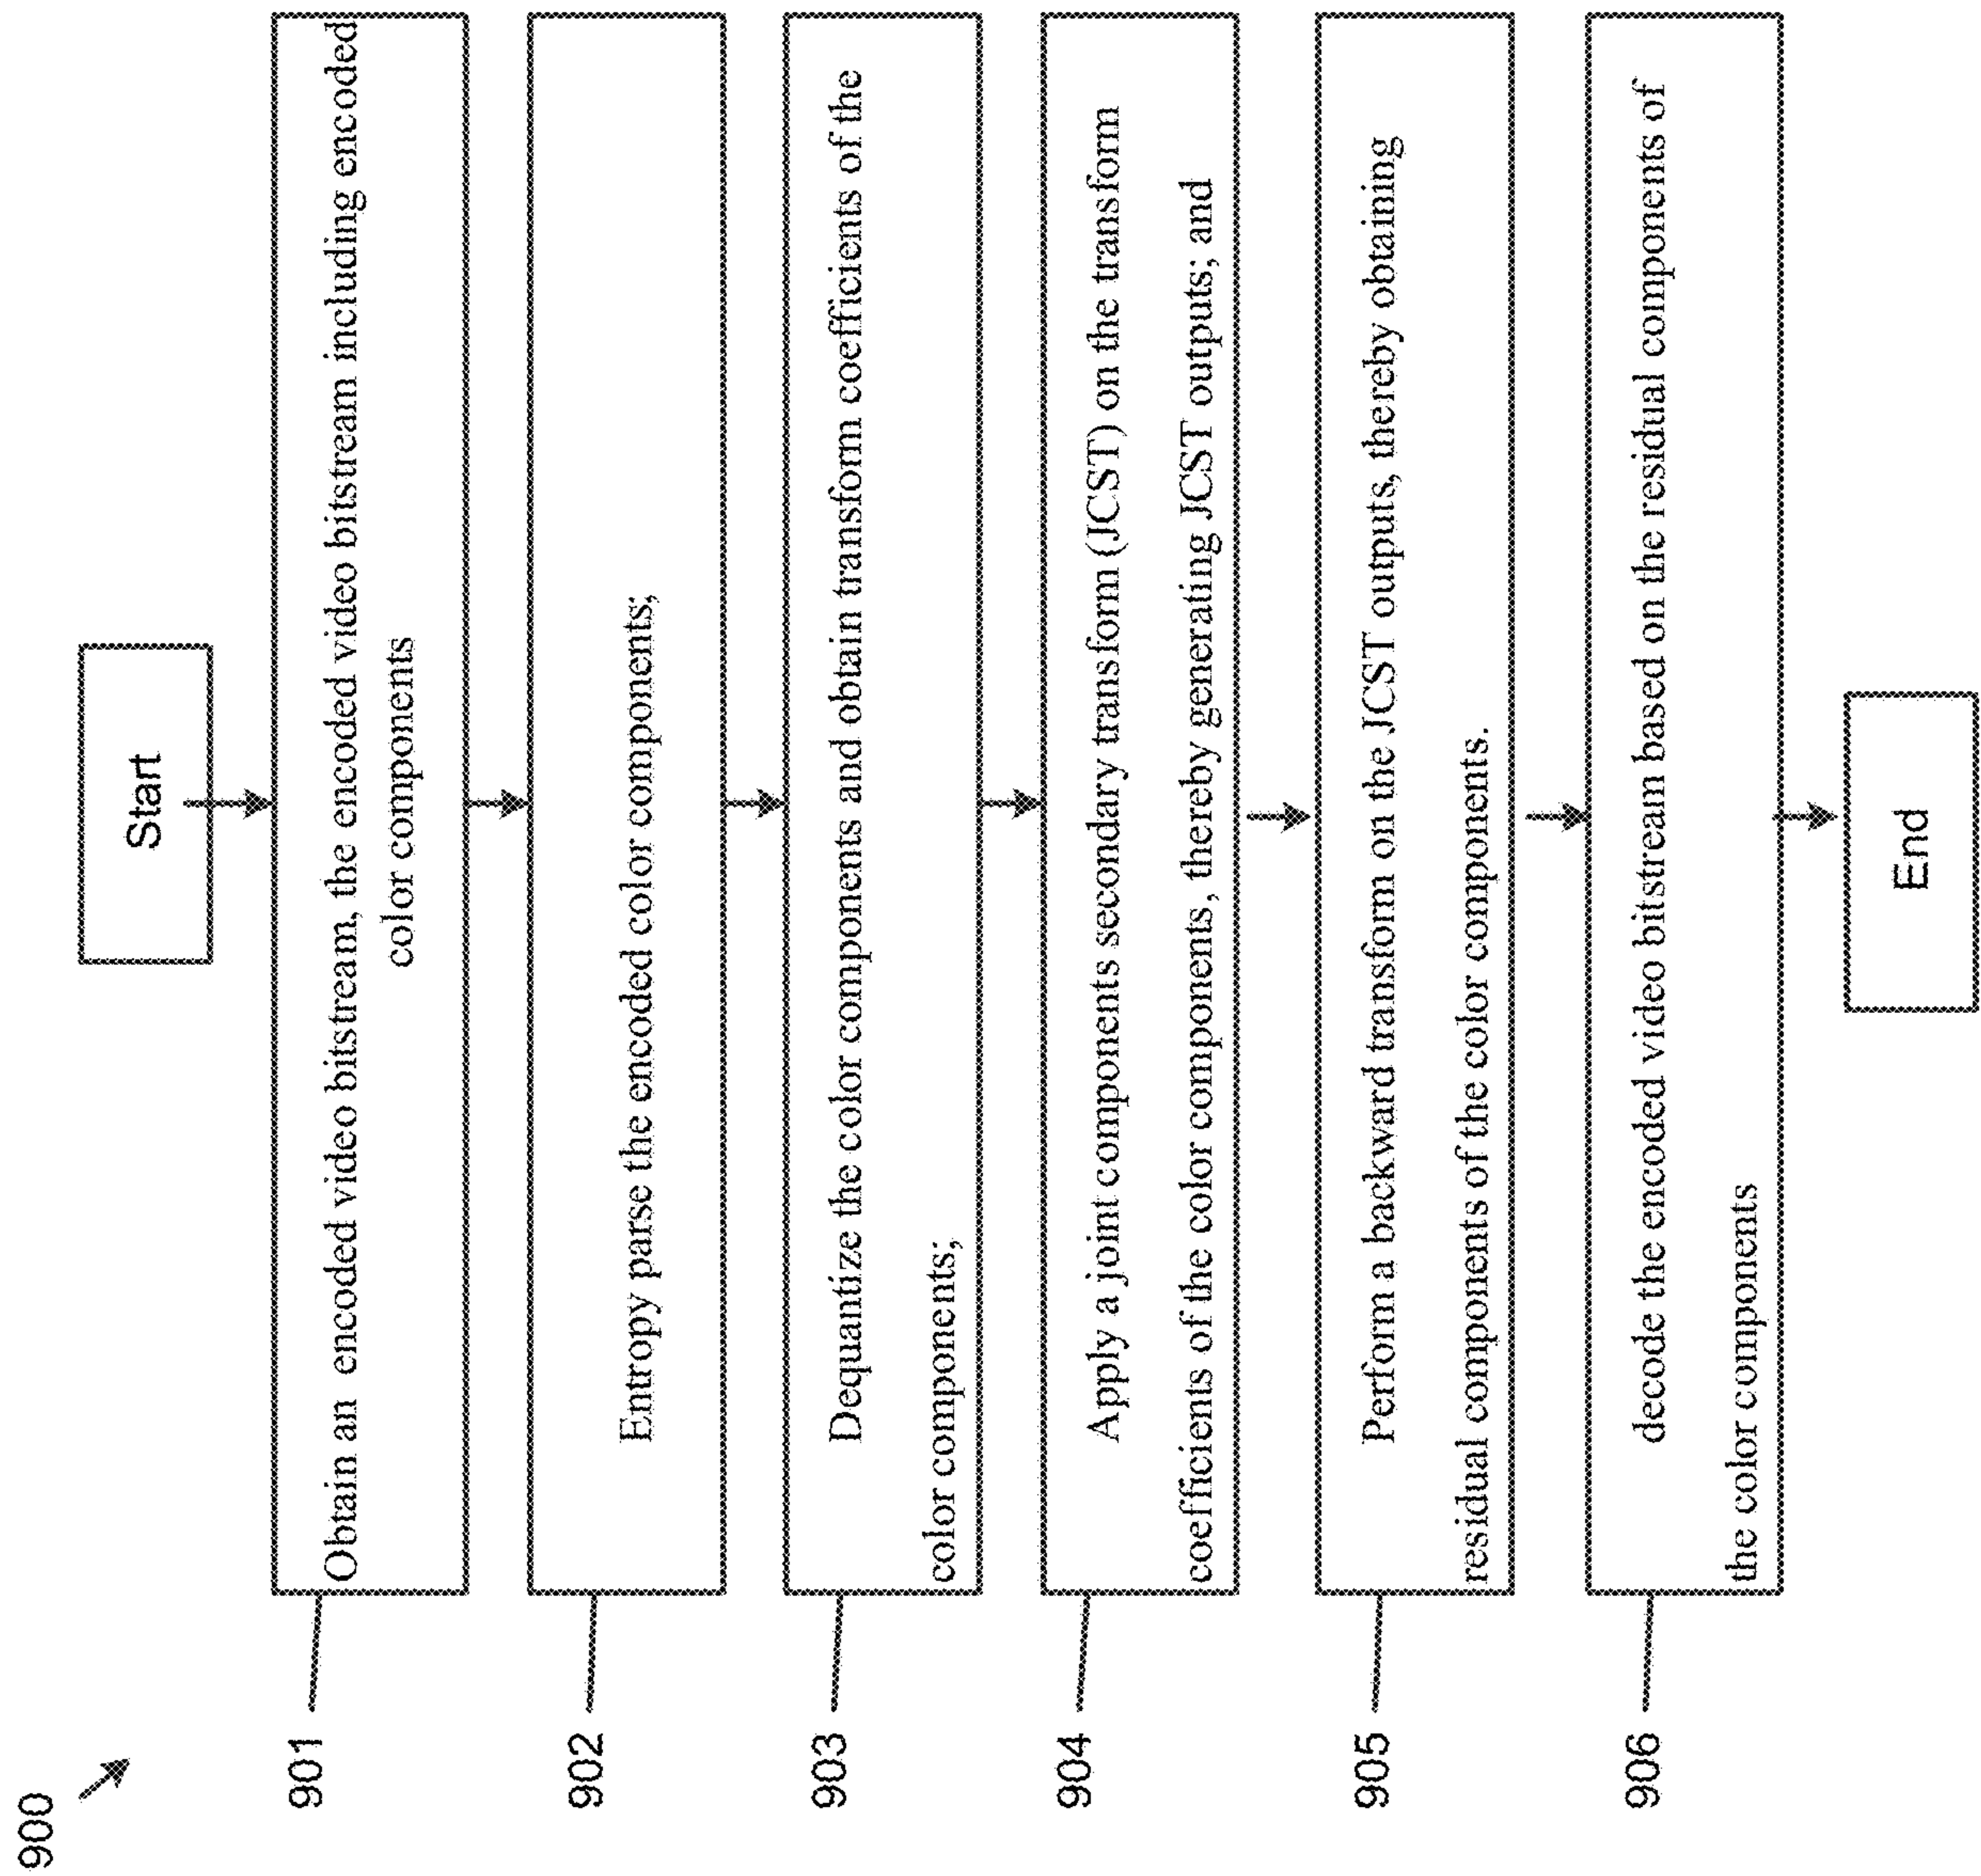 900
Start
901
Obtain an encoded video bitstream, the encoded video bitstream including encoded
color components
902
Entropy parse the encoded color components;
903
Dequantize the color components and obtain transform coefficients of the
color components;
904
Apply a joint components secondary transform (JCST) on the transform
coefficients of the color components, thereby generating JCST outputs; and
905
Perform a backward transform on the JCST outputs, thereby obtaining
residual components of the color components.
906
decode the encoded video bitstream based on the residual components of
the color components
End